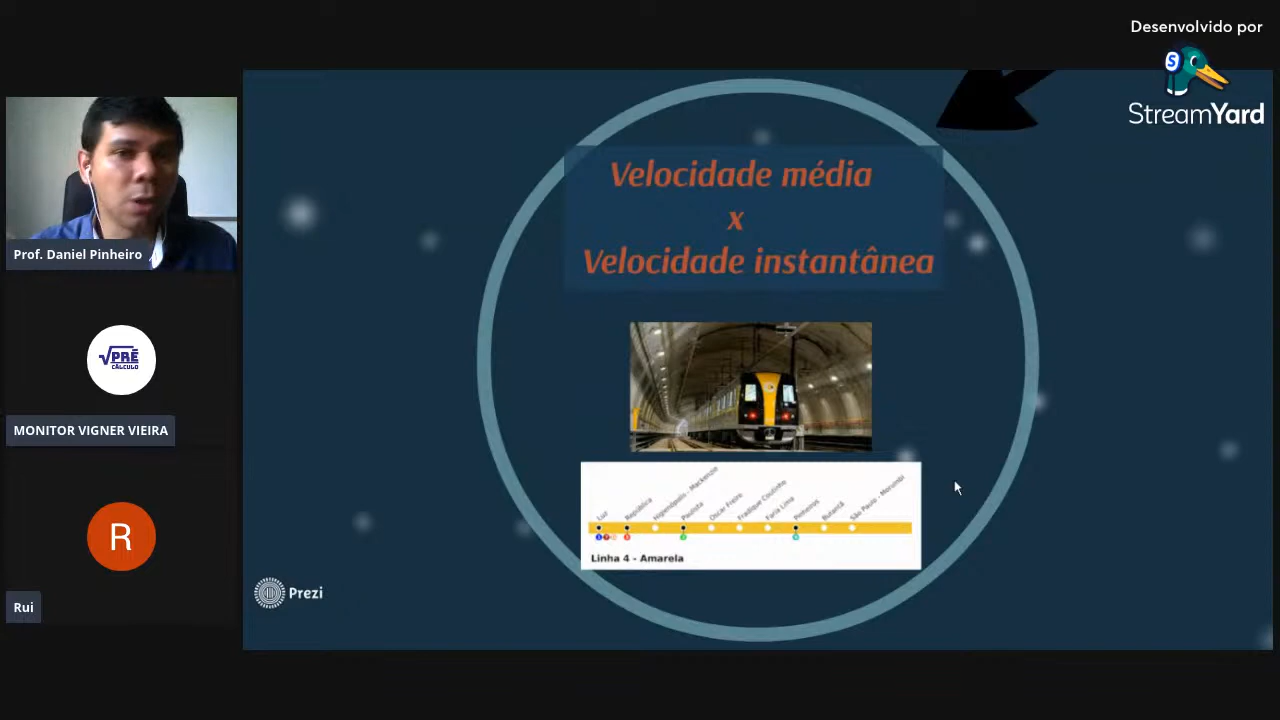 Desenvolvido por
S
StreamYard
Prof. Daniel Pinheiro
√PRÉ
CÁLCULO
MONITOR VIGNER VIEIRA
R
Rui
Velocidade média
x
Velocidade instantânea
Luz
República
Higienópolis - Mackenzie
Paulista
Oscar Freire
Fradique Coutinho
Faria Lima
Pinheiros
Butantã
São Paulo - Morumbi
Linha 4 - Amarela
Prezi